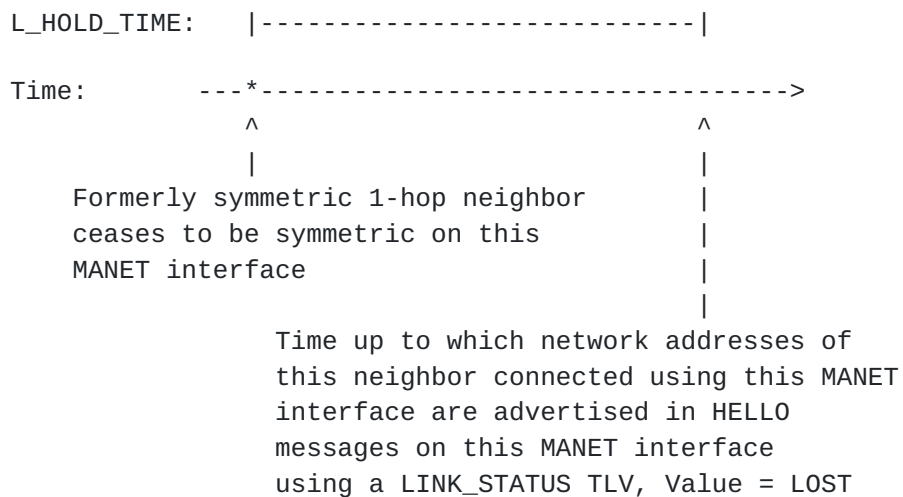 L_HOLD_TIME:   |----------------------------|
Time:       ---*---------------------------------->
^                            ^
|                            |
Formerly symmetric 1-hop neighbor       |
ceases to be symmetric on this          |
MANET interface                         |
|
Time up to which network addresses of
this neighbor connected using this MANET
interface are advertised in HELLO
messages on this MANET interface
using a LINK_STATUS TLV, Value = LOST